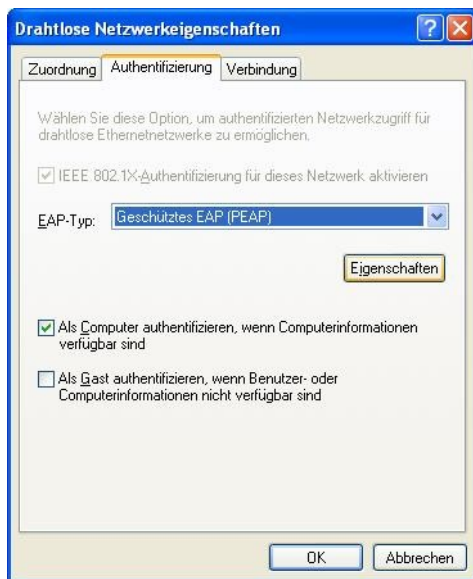 Drahtlose Netzwerkeigenschaften
Zuordnung Authentifizierung Verbindung
Wählen Sie diese Option, um authentifizierten Netzwerkzugriff für
drahtlose Ethernetnetzwerke zu ermöglichen.
IEEE 802.1X-Authentifizierung für dieses Netzwerk aktivieren
EAP-Typ: Geschütztes EAP (PEAP)
Eigenschaften
Als Computer authentifizieren, wenn Computerinformationen
verfügbar sind
Als Gast authentifizieren, wenn Benutzer- oder
Computerinformationen nicht verfügbar sind
OK Abbrechen